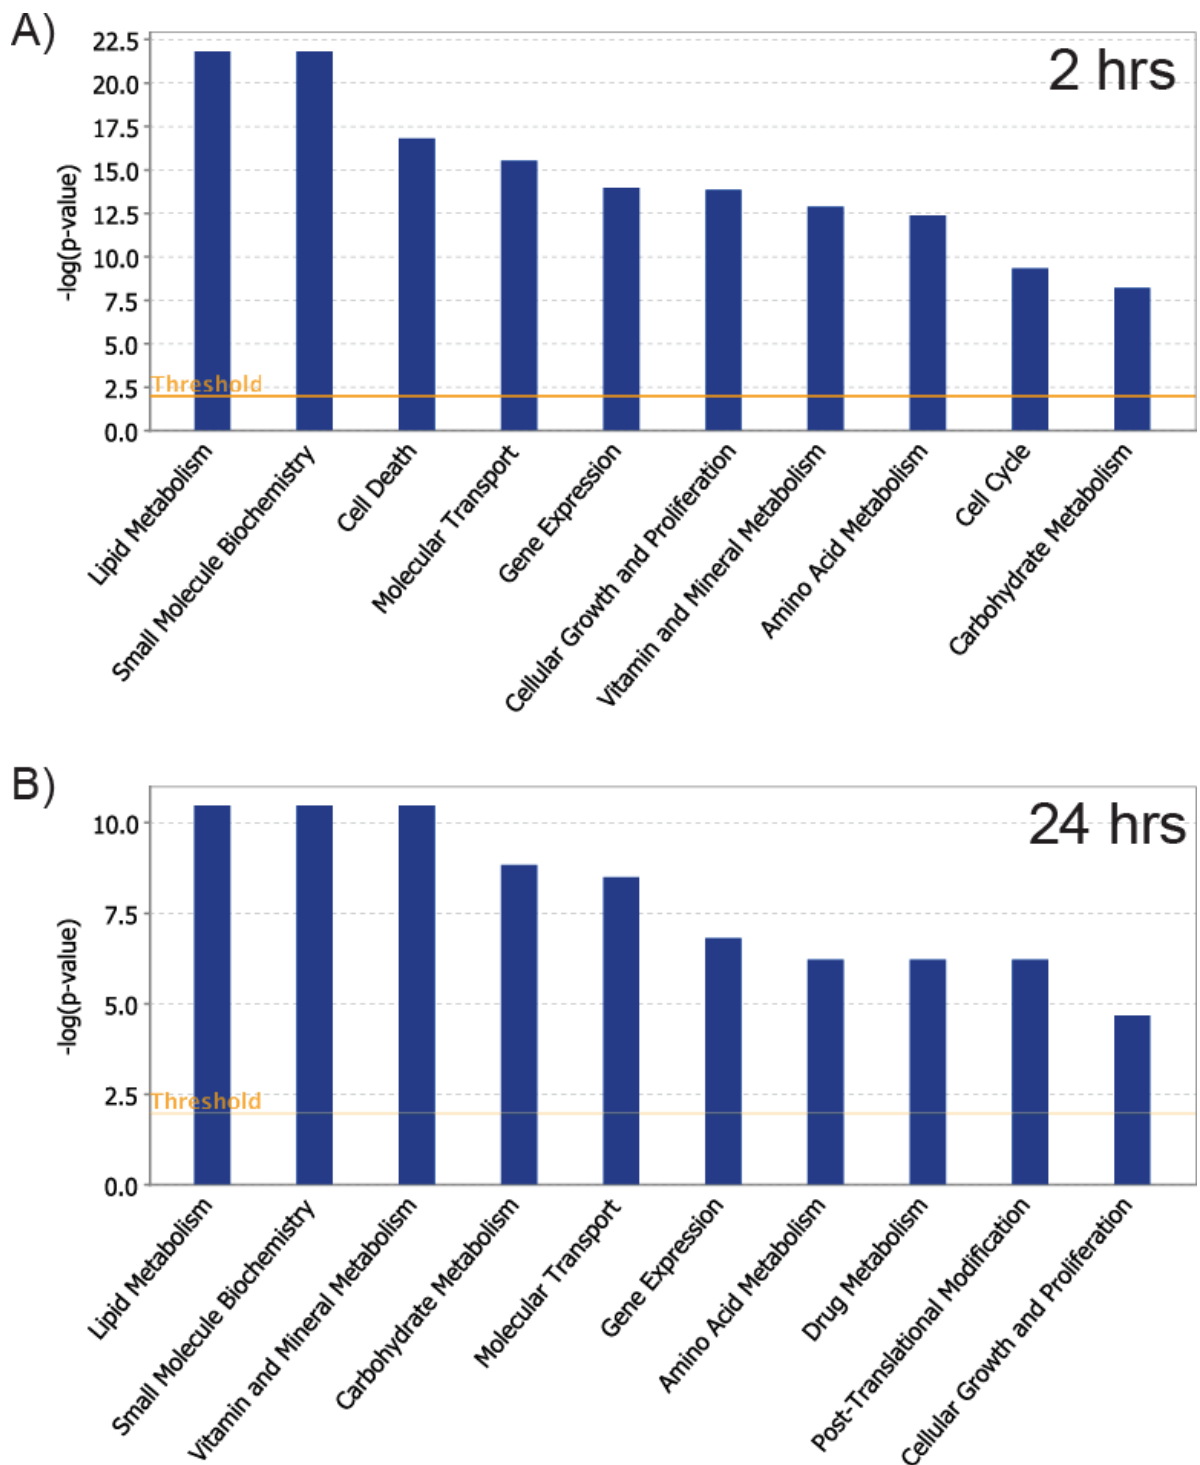 A)
2 hrs
-log(p-value)
22.5
20.0
17.5
15.0
12.5
10.0
7.5
5.0
2.5
0.0
Threshold
Lipid Metabolism
Small Molecule Biochemistry
Cell Death
Molecular Transport
Gene Expression
Cellular Growth and Proliferation
Vitamin and Mineral Metabolism
Amino Acid Metabolism
Cell Cycle
Carbohydrate Metabolism
B)
24 hrs
-log(p-value)
10.0
7.5
5.0
2.5
0.0
Threshold
Lipid Metabolism
Small Molecule Biochemistry
Vitamin and Mineral Metabolism
Carbohydrate Metabolism
Molecular Transport
Gene Expression
Amino Acid Metabolism
Drug Metabolism
Post-Translational Modification
Cellular Growth and Proliferation